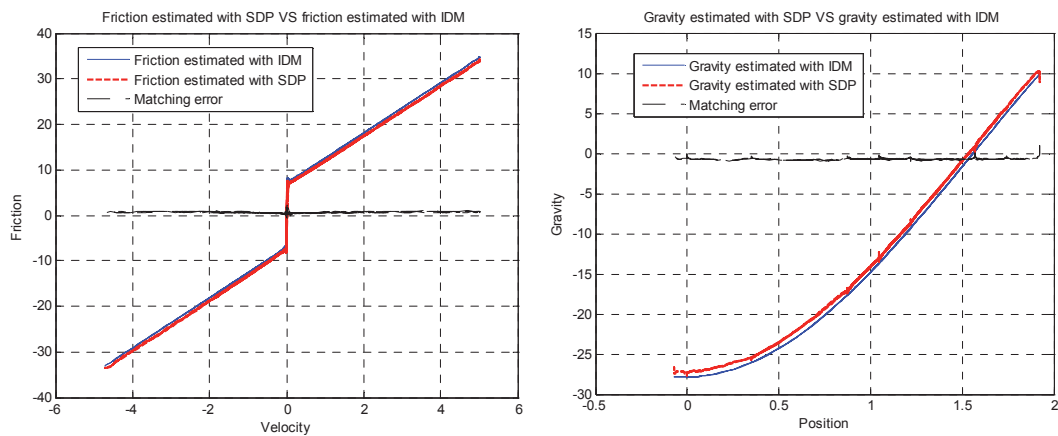 Friction estimated with SDP VS friction estimated with IDM
40
30
20
10
0
-10
-20
-30
-40
Friction
-6
-4
-2
0
2
4
6
Velocity
Friction estimated with IDM
Friction estimated with SDP
Matching error
Gravity estimated with SDP VS gravity estimated with IDM
15
10
5
0
-5
-10
-15
-20
-25
-30
Gravity
-0.5
0
0.5
1
1.5
2
Position
Gravity estimated with IDM
Gravity estimated with SDP
Matching error